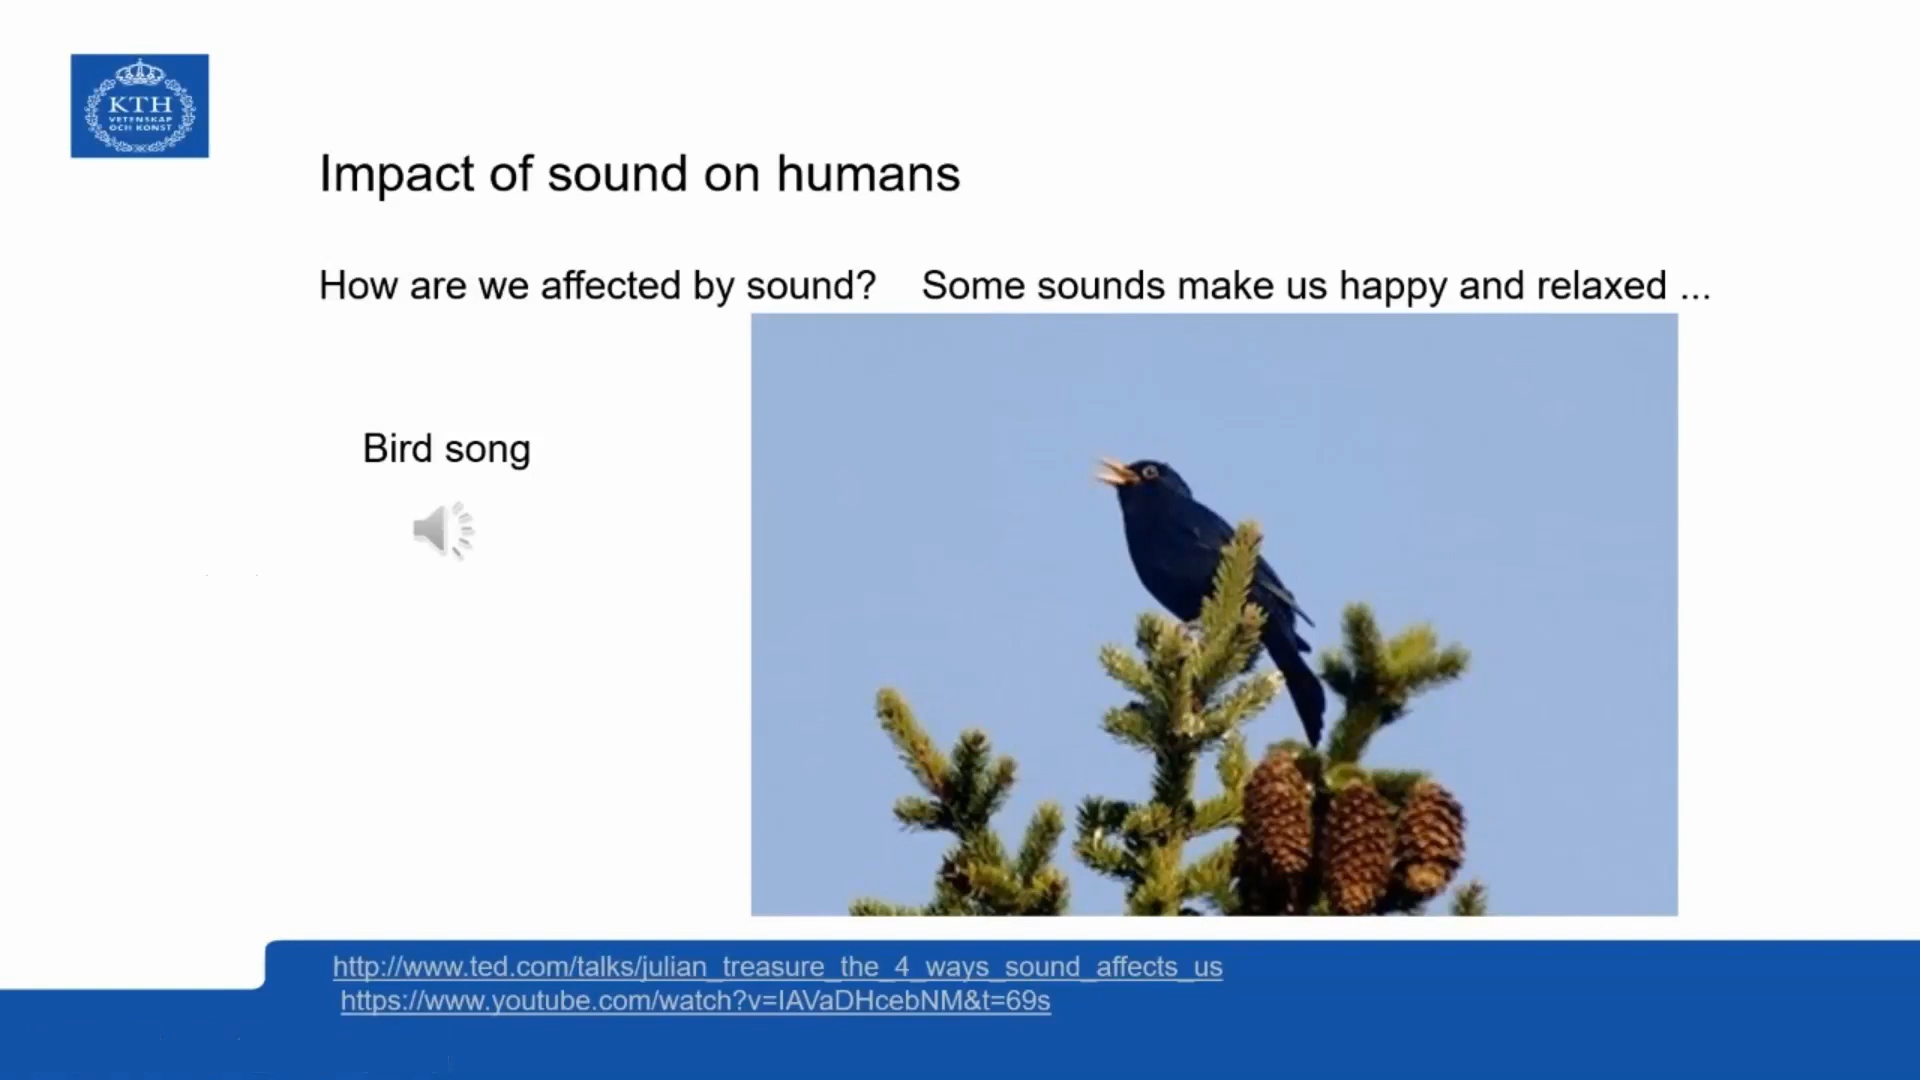 KTH
VETENSKAP
OCH KONST
Impact of sound on humans
How are we affected by sound? Some sounds make us happy and relaxed ...
Bird song
http://www.ted.com/talks/julian_treasure_the_4_ways_sound_affects_us
https://www.youtube.com/watch?v=IAVaDHcebNM&t=69s